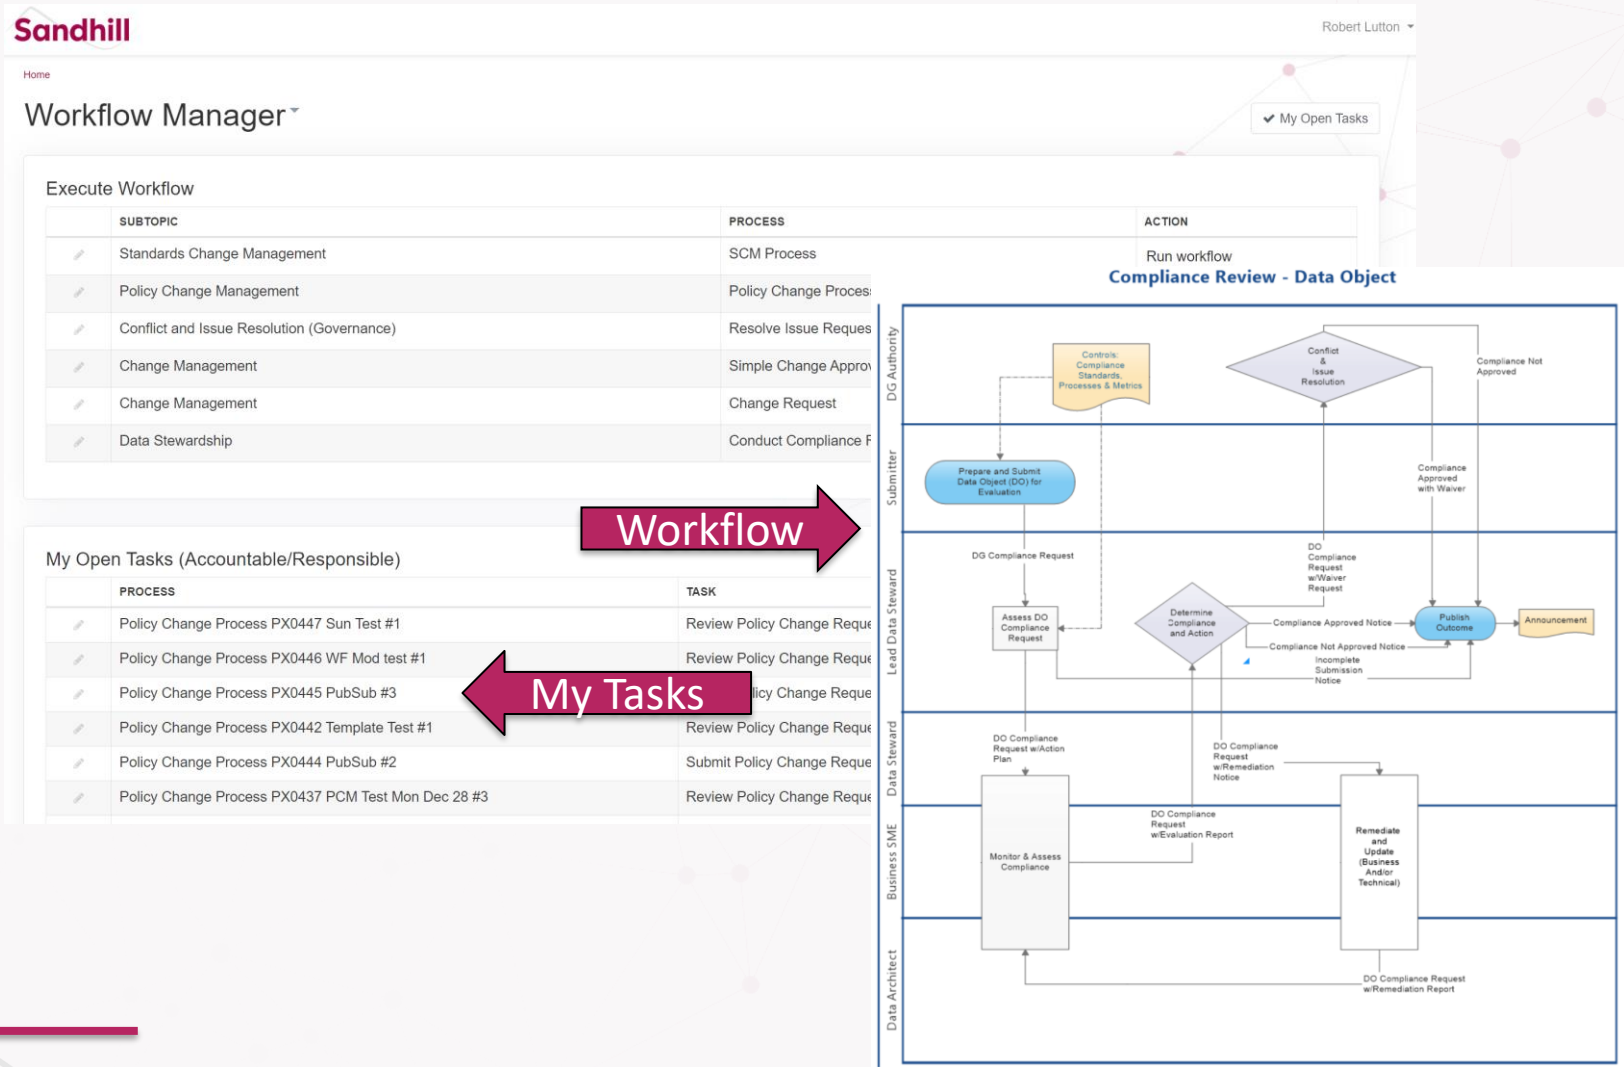 Sandhill
Robert Lutton
Home
Workflow Manager
My Open Tasks
Execute Workflow
SUBTOPIC PROCESS ACTION
Standards Change Management SCM Process Run workflow
Policy Change Management Policy Change
Conflict and Issue Resolution (Governance) Resolve Issue
Change Management Simple Change
Change Management Change Request
Data Stewardship Conduct Compliance
My Open Tasks (Accountable/Responsible)
PROCESS TASK
Policy Change Process PX0447 Sun Test #1 Review Policy Change
Policy Change Process PX0446 WF Mod test #1 Review Policy Change
Policy Change Process PX0445 PubSub #3 Change
Policy Change Process PX0442 Template Test #1 Review Policy Change
Policy Change Process PX0444 PubSub #2 Submit Policy Change
Policy Change Process PX0437 PCM Test Mon Dec 28 #3 Review Policy Change
Workflow
My Tasks
Compliance Review - Data Object
DG Authority
Controls:
Compliance
Standards,
Processes & Metrics
Conflict
&
Issue
Resolution
Compliance Not
Approved
Submitter
Prepare and Submit
Data Object (DO) for
Evaluation
Compliance
Approved
with Waiver
Lead Data Steward
DG Compliance Request
DO
Compliance
Request
w/Waiver
Request
Assess DO
Compliance
Request
Determine
Compliance
and Action
Compliance Approved Notice
Publish
Outcome
Announcement
Compliance Not Approved Notice
Incomplete
Submission
Notice
Data Steward
DO Compliance
Request w/Action
Plan
DO Compliance
Request
w/Remediation
Notice
Business SME
DO Compliance
Request
w/Evaluation Report
Monitor & Assess
Compliance
Remediate
and
Update
(Business
And/or
Technical)
Data Architect
DO Compliance Request
w/Remediation Report